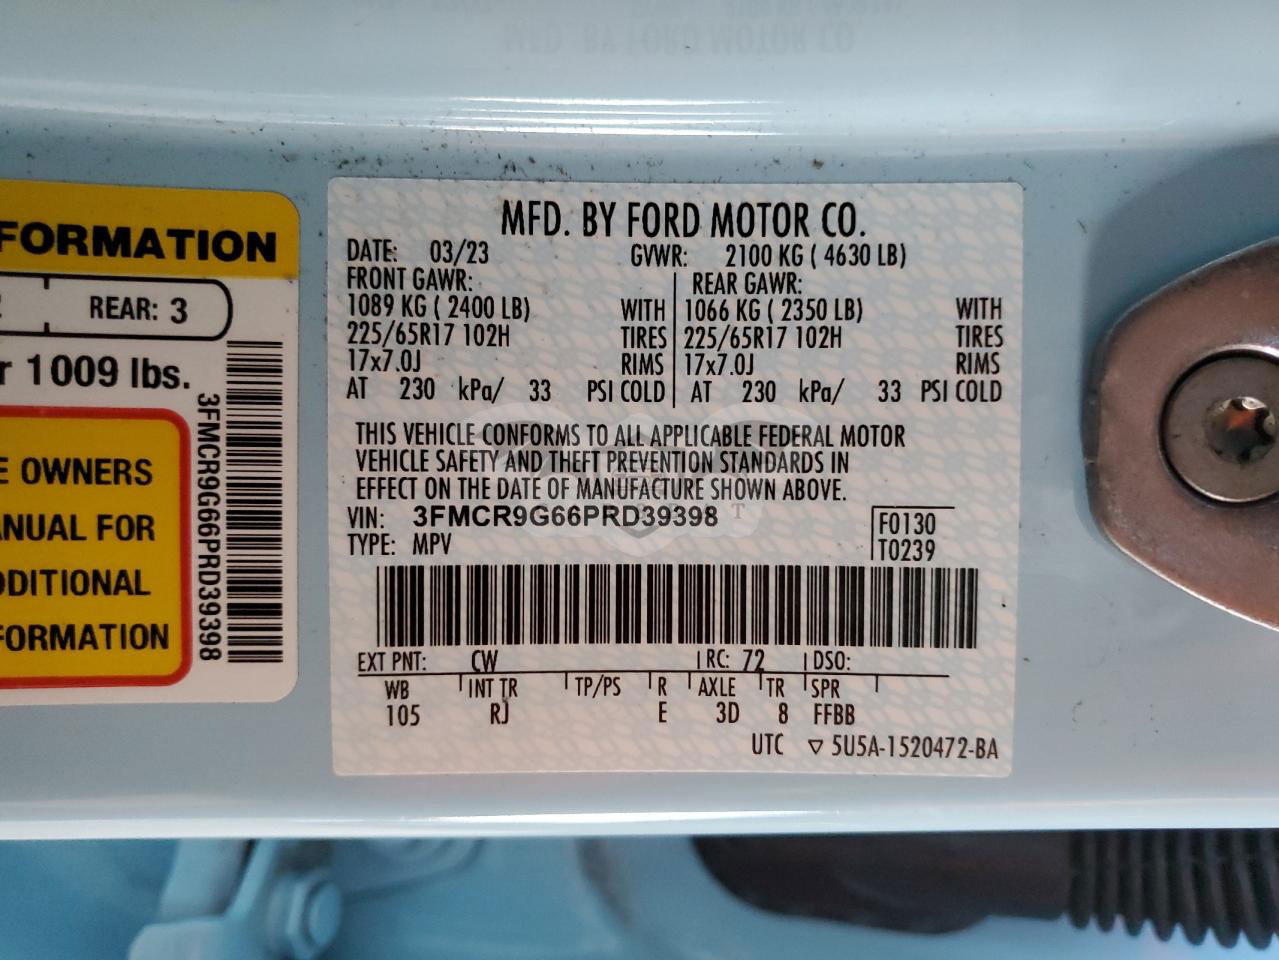 FORMATION
REAR: 3
r 1009 lbs.
E OWNERS
ANUAL FOR
DDITIONAL
FORMATION
3FMCR9G66PRD39398
MFD. BY FORD MOTOR CO.
DATE: 03/23 GVWR: 2100 KG ( 4630 LB)
FRONT GAWR: REAR GAWR:
1089 KG ( 2400 LB) WITH 1066 KG ( 2350 LB) WITH
225/65R17 102H TIRES 225/65R17 102H TIRES
17x7.0J RIMS 17x7.0J RIMS
AT 230 kPa/ 33 PSI COLD AT 230 kPa/ 33 PSI COLD
THIS VEHICLE CONFORMS TO ALL APPLICABLE FEDERAL MOTOR
VEHICLE SAFETY AND THEFT PREVENTION STANDARDS IN
EFFECT ON THE DATE OF MANUFACTURE SHOWN ABOVE.
VIN: 3FMCR9G66PRD39398 F0130
TYPE: MPV T0239
EXT PNT: CW RC: 72 DSO:
WB INT TR TP/PS R AXLE TR SPR
105 RJ E 3D 8 FFBB
UTC ▽ 5U5A-1520472-BA